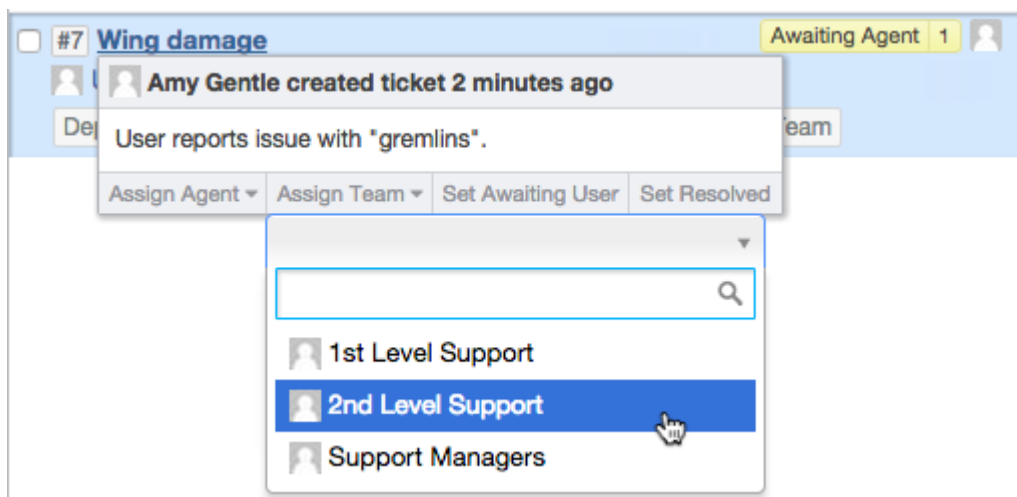 #7 Wing damage Awaiting Agent 1
Amy Gentle created ticket 2 minutes ago
User reports issue with "gremlins".
Assign Agent Assign Team Set Awaiting User Set Resolved
1st Level Support
2nd Level Support
Support Managers